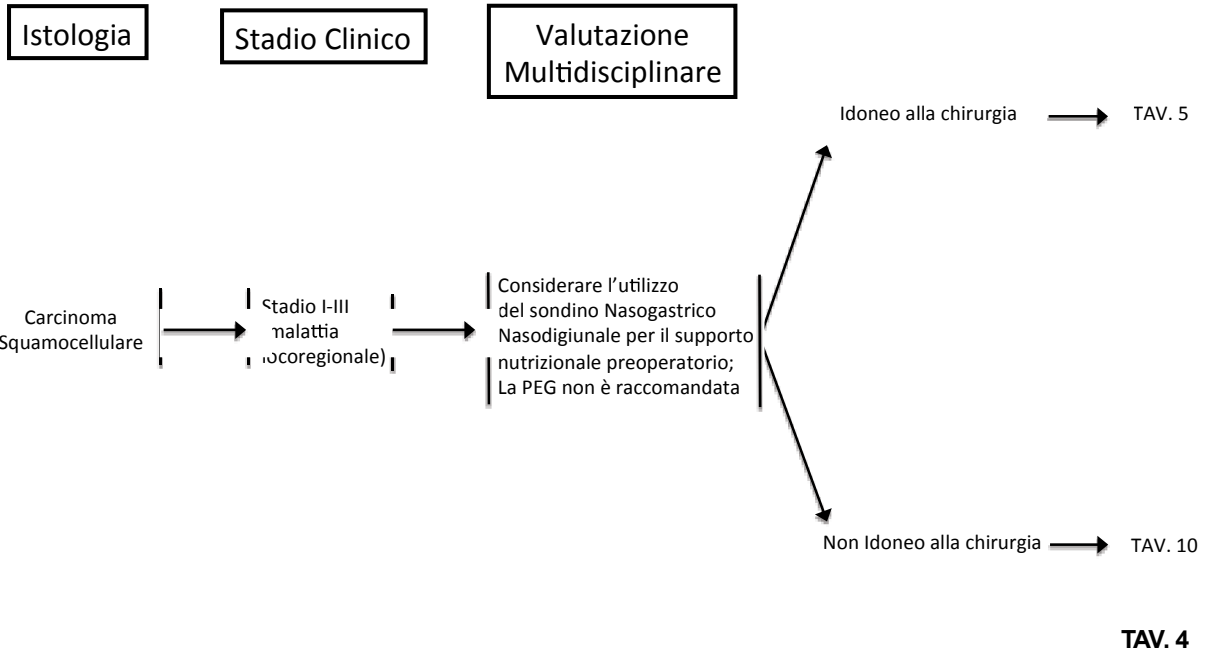 Istologia
Stadio Clinico
Valutazione
Multidisciplinare
Idoneo alla chirurgia
TAV. 5
Carcinoma
Squamocellulare
Stadio I-III
malattia
locoregionale)
Considerare l’utilizzo
del sondino Nasogastrico
Nasodigiunale per il supporto
nutrizionale preoperatorio;
La PEG non è raccomandata
Non Idoneo alla chirurgia
TAV. 10
TAV. 4